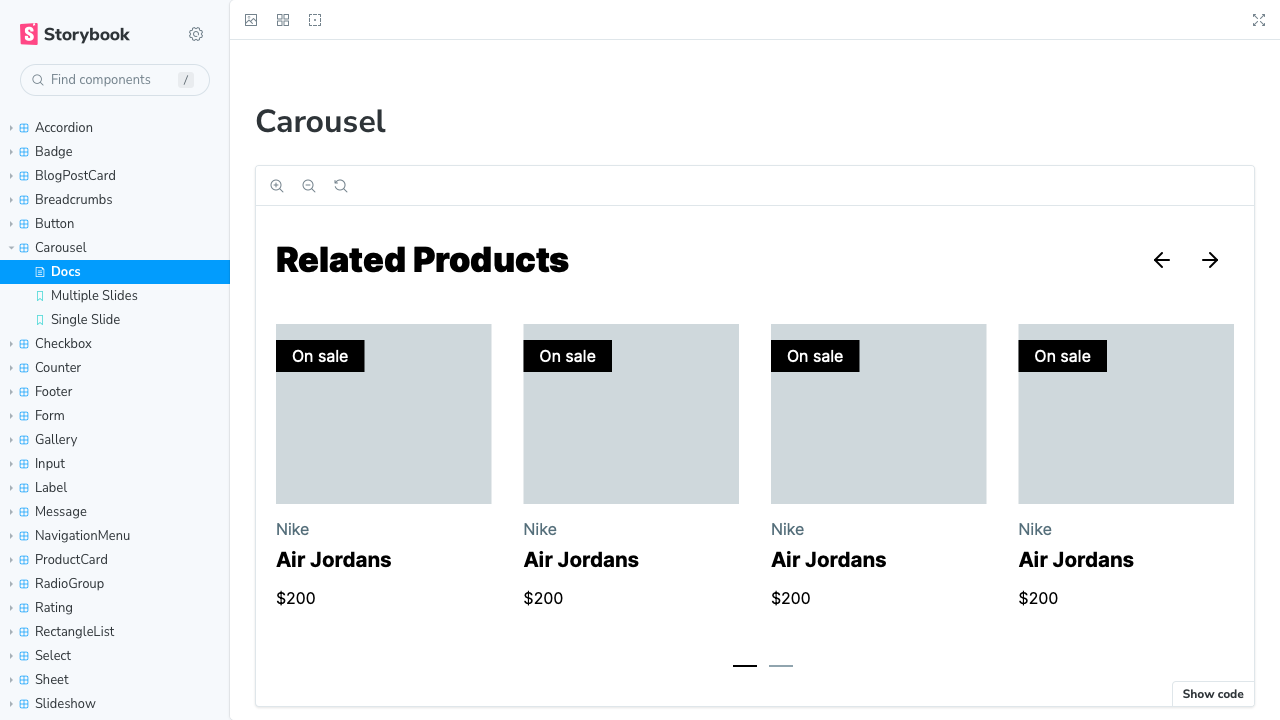 Storybook
Find components /
Accordion
Badge
BlogPostCard
Breadcrumbs
Button
Carousel
Docs
Multiple Slides
Single Slide
Checkbox
Counter
Footer
Form
Gallery
Input
Label
Message
NavigationMenu
ProductCard
RadioGroup
Rating
RectangleList
Select
Sheet
Slideshow
Carousel
Related Products
On sale On sale On sale On sale
Nike Nike Nike Nike
Air Jordans Air Jordans Air Jordans Air Jordans
$200 $200 $200 $200
Show code